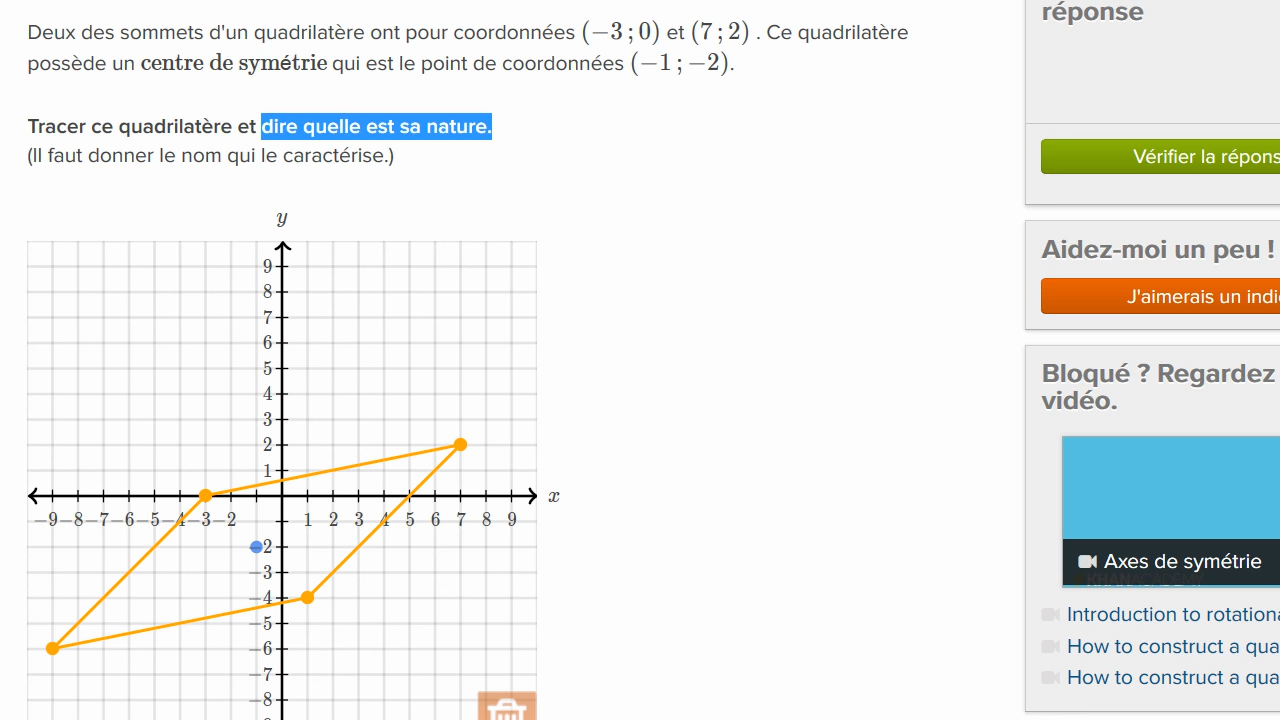 Deux des sommets d'un quadrilatère ont pour coordonnées (−3 ; 0) et (7 ; 2) . Ce quadrilatère
possède un centre de symétrie qui est le point de coordonnées (−1 ; −2).
Tracer ce quadrilatère et dire quelle est sa nature.
(Il faut donner le nom qui le caractérise.)
y
9
8
7
6
5
4
3
2
1
x
−9 −8 −7 −6 −5 −4 −3 −2 1 2 3 4 5 6 7 8 9
−2
−3
−4
−5
−6
−7
−8
réponse
Vérifier la répons
Aidez-moi un peu !
J'aimerais un indi
Bloqué ? Regardez
vidéo.
Axes de symétrie
KHANACADEMY
Introduction to rotationa
How to construct a qua
How to construct a qua